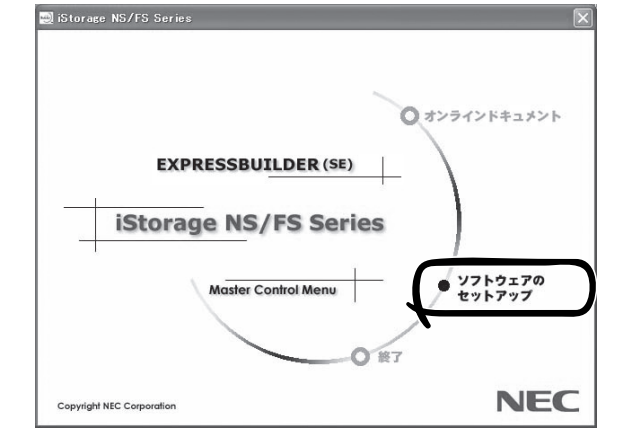 iStorage NS/FS Series
オンラインドキュメント
EXPRESSBUILDER (SE)
iStorage NS/FS Series
ソフトウェアの
セットアップ
Master Control Menu
終了
Copyright NEC Corporation
NEC